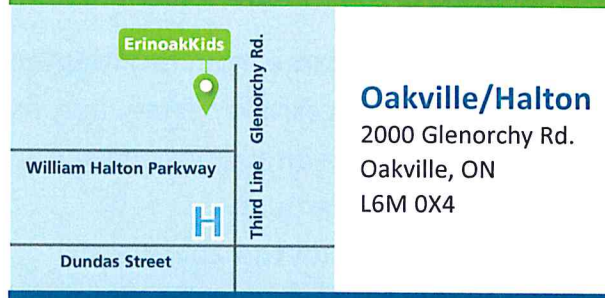 ErinoakKids
Third Line Glenorchy Rd.
William Halton Parkway
H
Dundas Street
Oakville/Halton
2000 Glenorchy Rd.
Oakville, ON
L6M 0X4